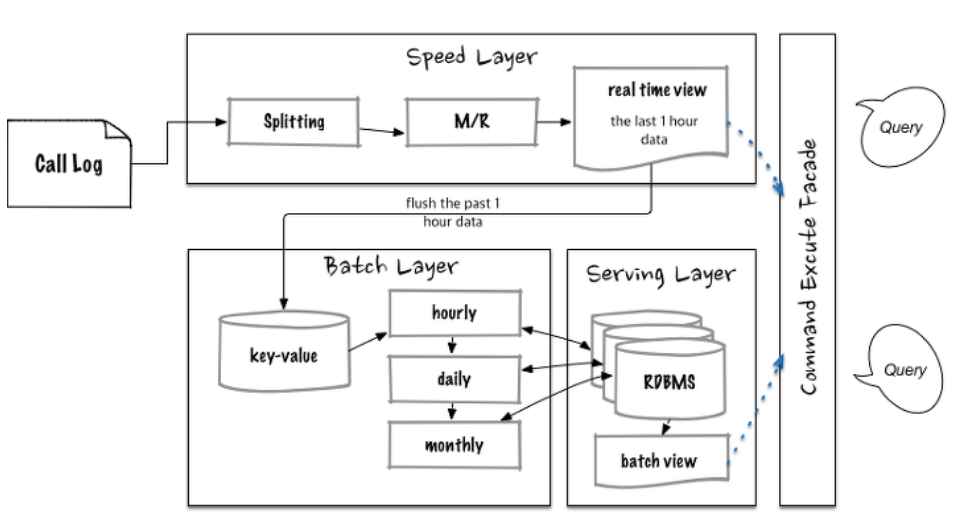 Speed Layer
Call Log
Splitting
M/R
real time view
the last 1 hour
data
flush the past 1
hour data
Batch Layer
key-value
hourly
daily
monthly
Serving Layer
RDBMS
batch view
Command Excute Facade
Query
Query